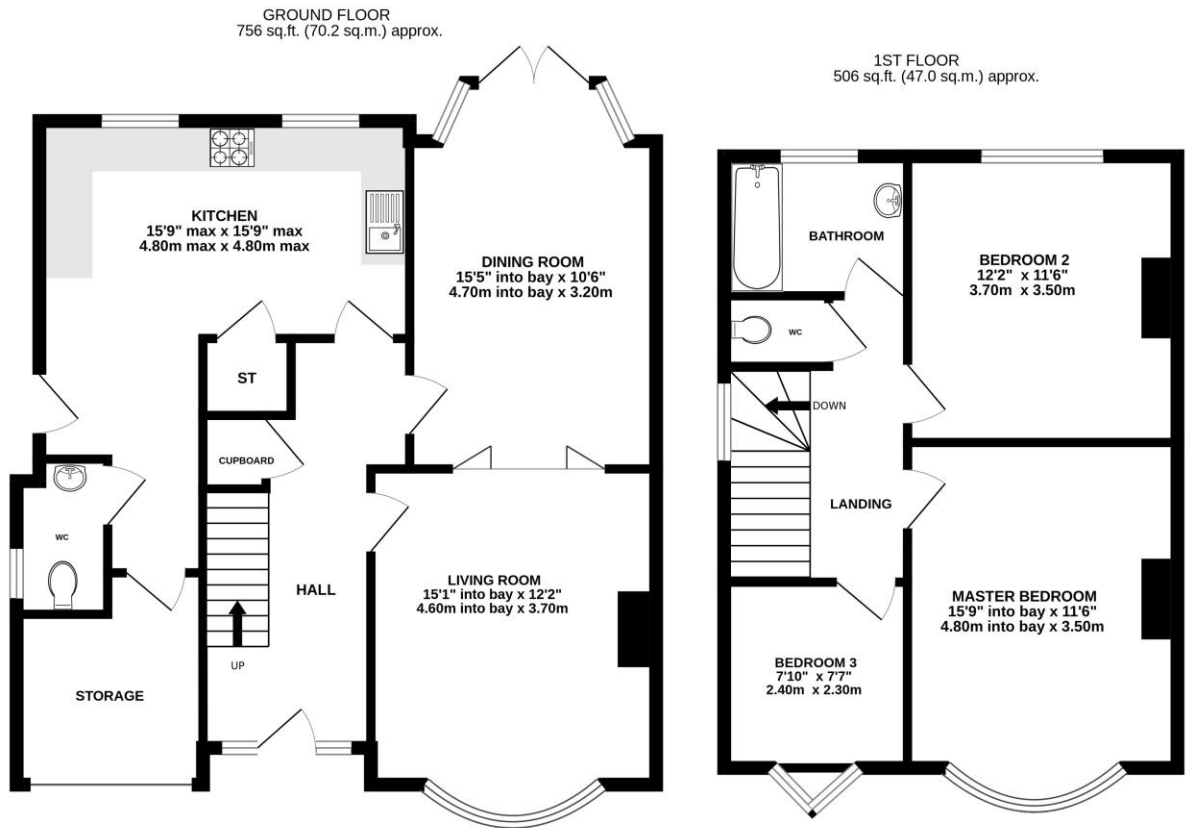 GROUND FLOOR
756 sq.ft. (70.2 sq.m.) approx.
KITCHEN
15'9" max x 15'9" max
4.80m max x 4.80m max
DINING ROOM
15'5" into bay x 10'6"
4.70m into bay x 3.20m
ST
CUPBOARD
WC
HALL
LIVING ROOM
15'1" into bay x 12'2"
4.60m into bay x 3.70m
UP
STORAGE
1ST FLOOR
506 sq.ft. (47.0 sq.m.) approx.
BATHROOM
BEDROOM 2
12'2" x 11'6"
3.70m x 3.50m
WC
DOWN
LANDING
MASTER BEDROOM
15'9" into bay x 11'6"
4.80m into bay x 3.50m
BEDROOM 3
7'10" x 7'7"
2.40m x 2.30m